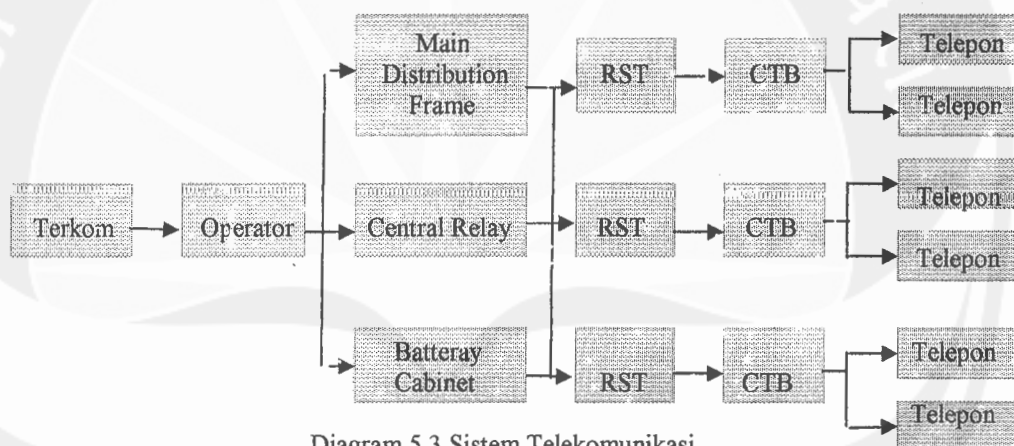 Main
Distribution
Frame
RST
CTB
Telepon
Telepon
Terkom
Operator
Central Relay
RST
CTB
Telepon
Telepon
Batteray
Cabinet
RST
CTB
Telepon
Telepon
Diagram 5.3 Sistem Telekomunikasi